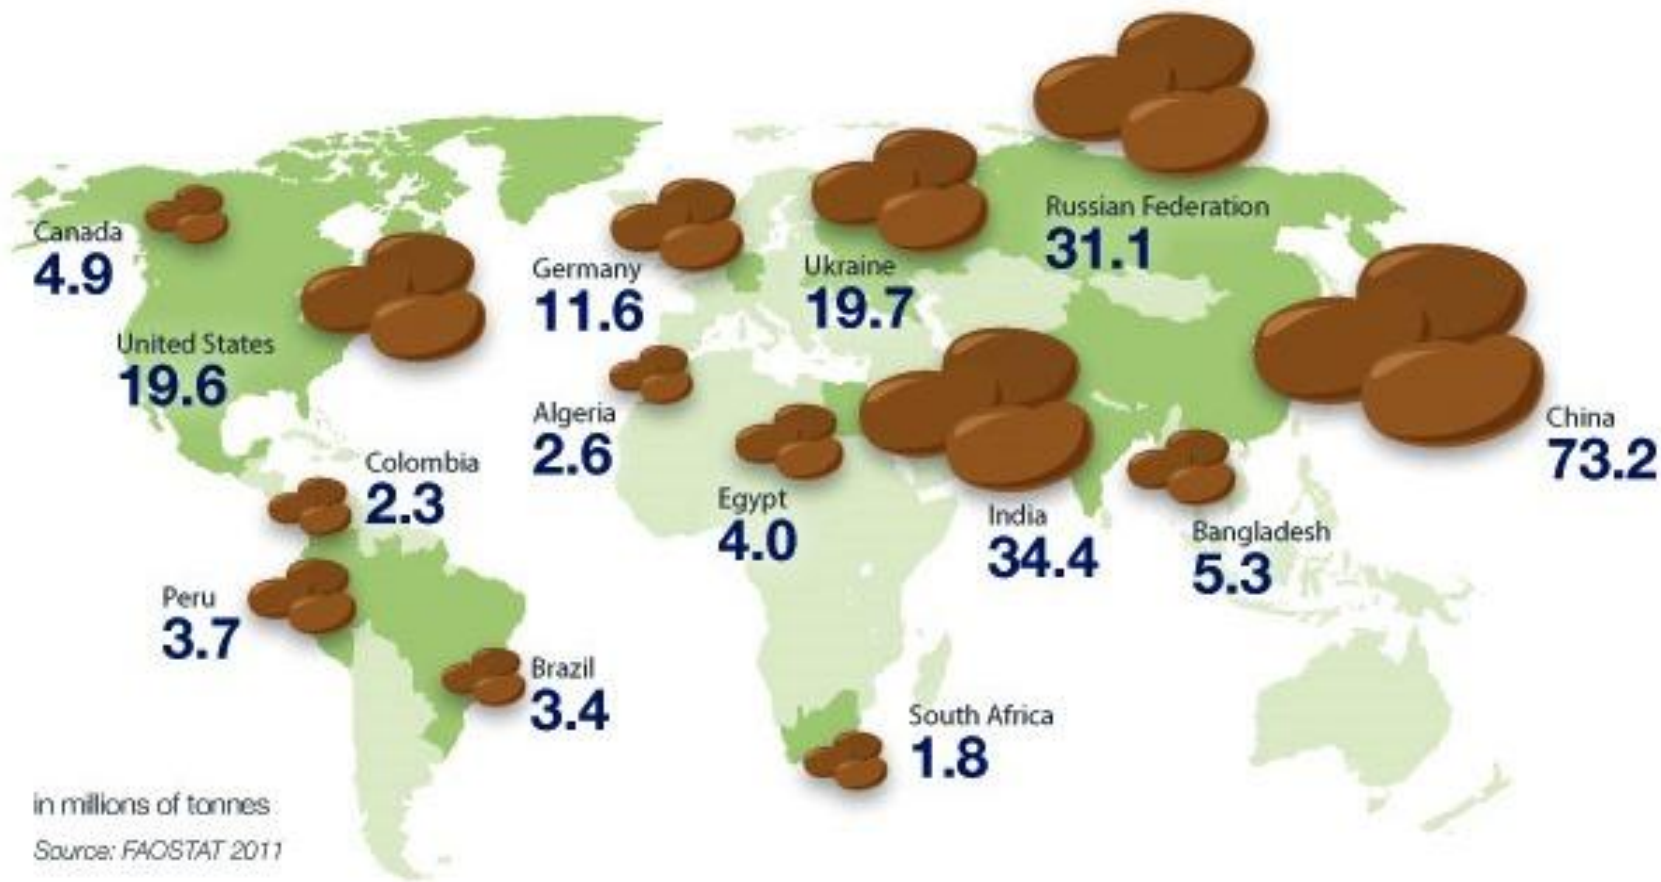 Canada
4.9
United States
19.6
Colombia
2.3
Peru
3.7
Brazil
3.4
Germany
11.6
Algeria
2.6
Ukraine
19.7
Egypt
4.0
Russian Federation
31.1
India
34.4
Bangladesh
5.3
China
73.2
South Africa
1.8
in millions of tonnes
Source: FAOSTAT 2011